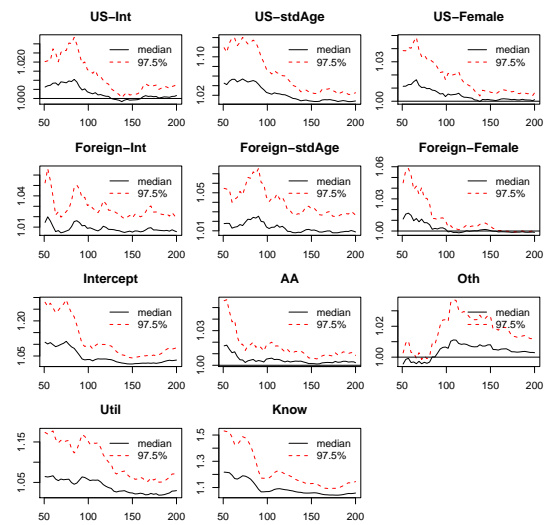 US−Int US−stdAge US−Female
median 97.5% median 97.5% median 97.5%
1.000 1.020 1.02 1.10 1.00 1.03
50 100 150 200 50 100 150 200 50 100 150 200
Foreign−Int Foreign−stdAge Foreign−Female
median 97.5% median 97.5% median 97.5%
1.01 1.04 1.01 1.05 1.00 1.03 1.06
50 100 150 200 50 100 150 200 50 100 150 200
Intercept AA Oth
median 97.5% median 97.5% median 97.5%
1.05 1.20 1.00 1.03 1.00 1.02
50 100 150 200 50 100 150 200 50 100 150 200
Util Know
median 97.5% median 97.5%
1.05 1.15 1.1 1.3 1.5
50 100 150 200 50 100 150 200